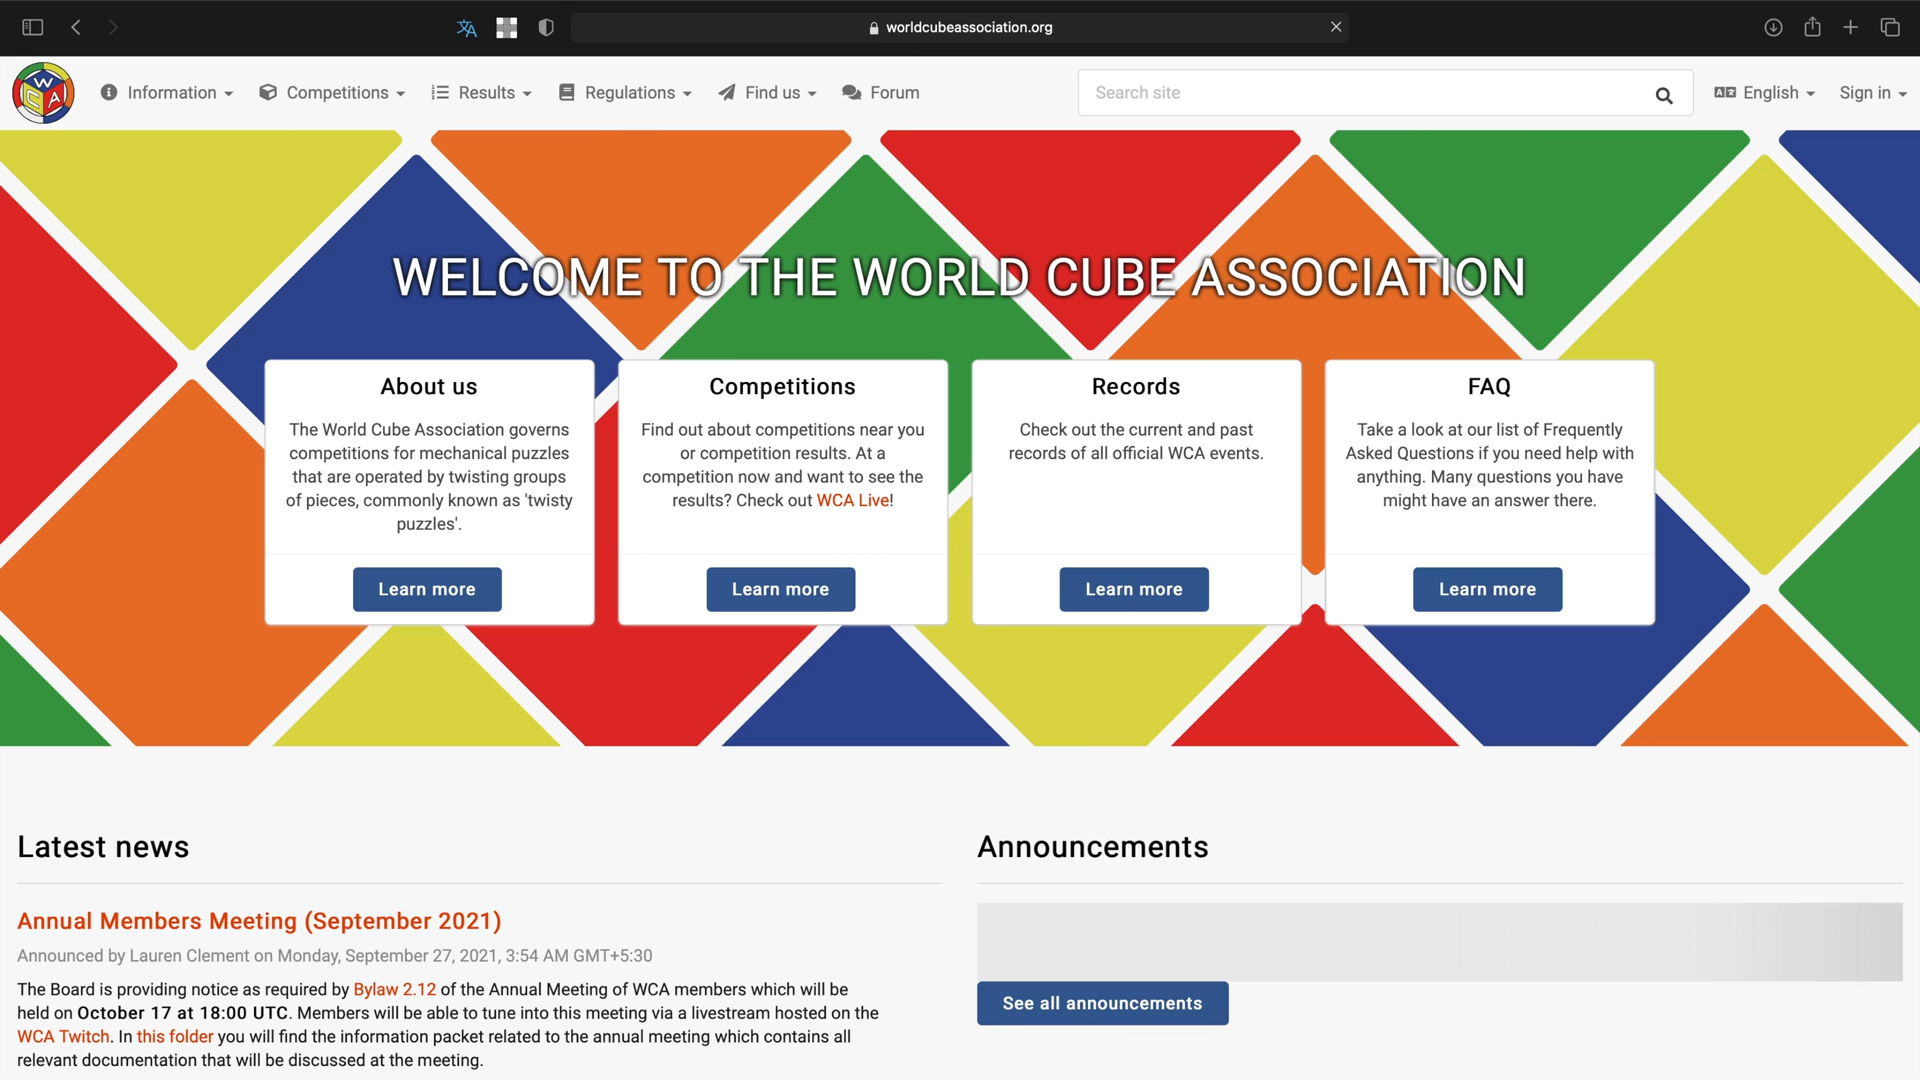 worldcubeassociation.org
WCA
Information
Competitions
Results
Regulations
Find us
Forum
Search site
English
Sign in
WELCOME TO THE WORLD CUBE ASSOCIATION
About us
The World Cube Association governs
competitions for mechanical puzzles
that are operated by twisting groups
of pieces, commonly known as 'twisty
puzzles'.
Learn more
Competitions
Find out about competitions near you
or competition results. At a
competition now and want to see the
results? Check out WCA Live!
Learn more
Records
Check out the current and past
records of all official WCA events.
Learn more
FAQ
Take a look at our list of Frequently
Asked Questions if you need help with
anything. Many questions you have
might have an answer there.
Learn more
Latest news
Annual Members Meeting (September 2021)
Announced by Lauren Clement on Monday, September 27, 2021, 3:54 AM GMT+5:30
The Board is providing notice as required by Bylaw 2.12 of the Annual Meeting of WCA members which will be
held on October 17 at 18:00 UTC. Members will be able to tune into this meeting via a livestream hosted on the
WCA Twitch. In this folder you will find the information packet related to the annual meeting which contains all
relevant documentation that will be discussed at the meeting.
Announcements
See all announcements